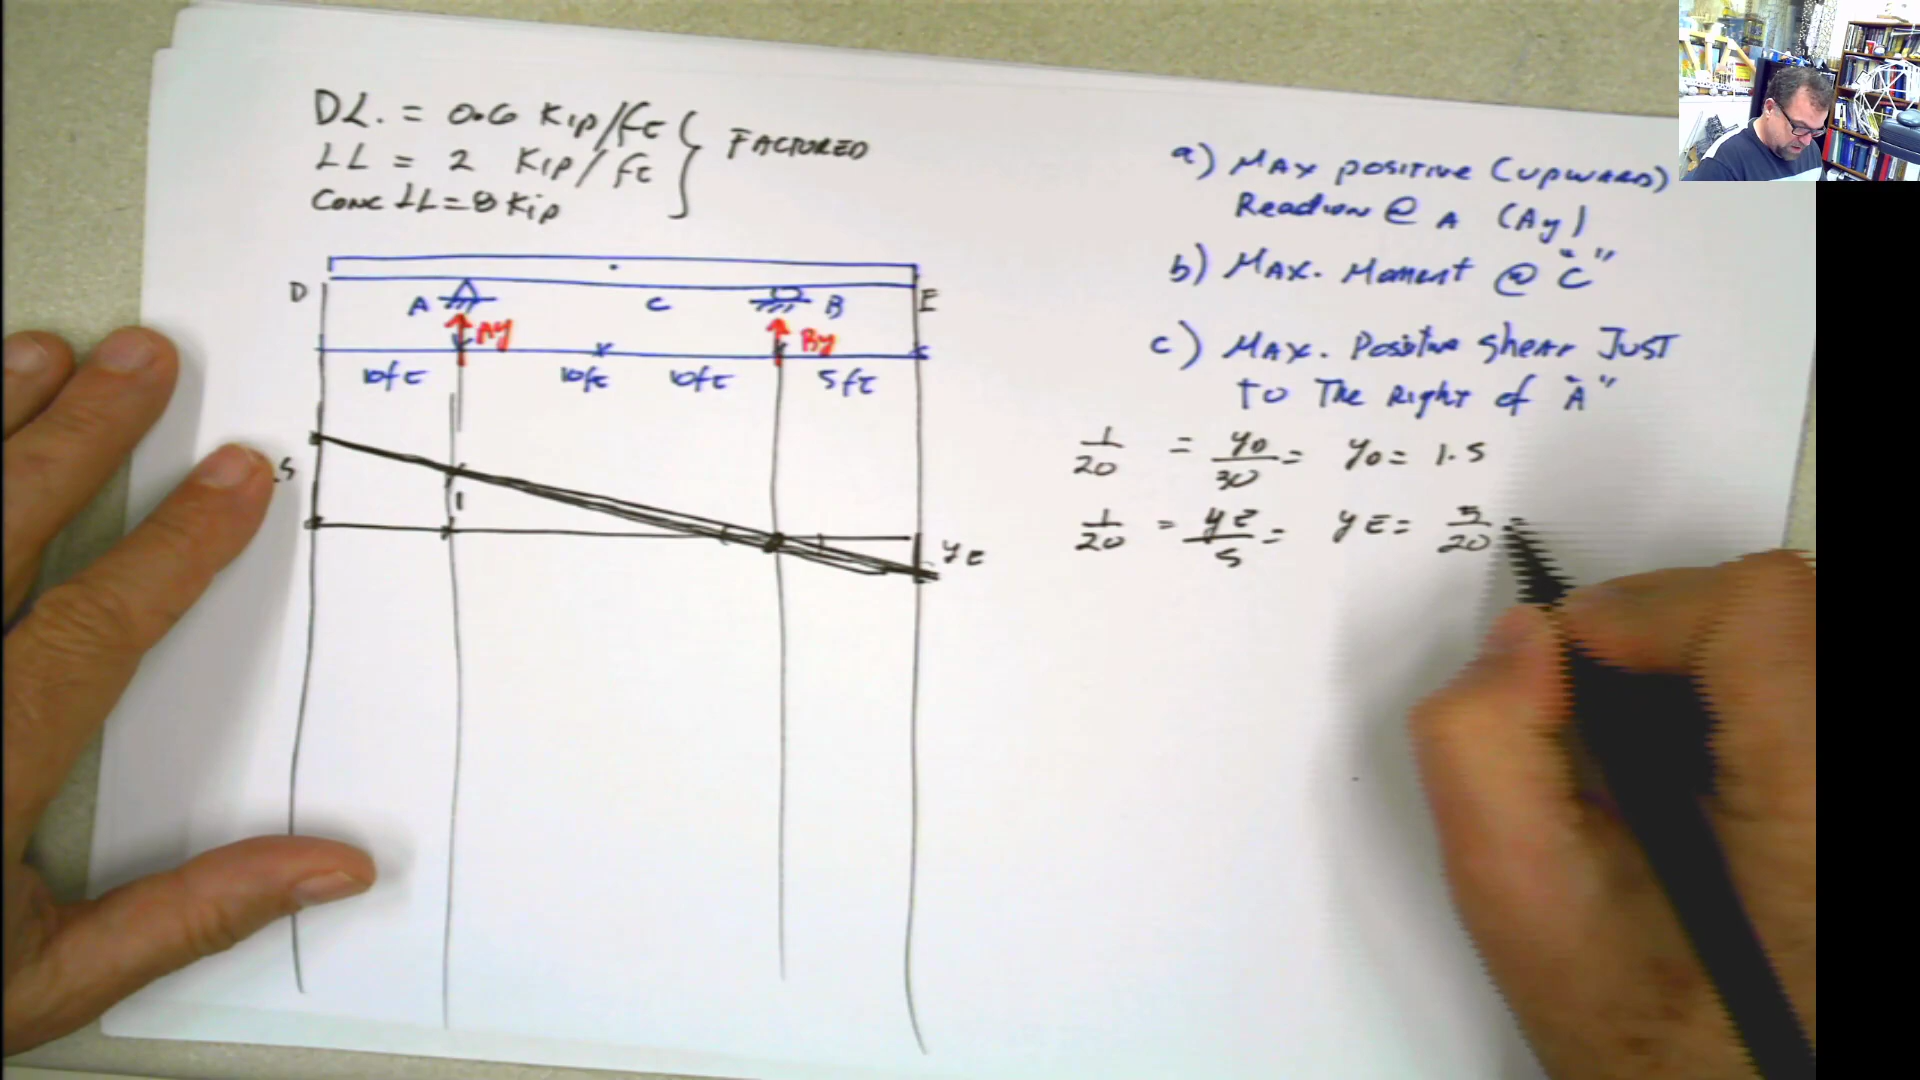 DL. = 0.6 Kip/ft
LL = 2 Kip/ft
Conc LL = 8 Kip
FACTORED
a) MAX positive (upward)
Reaction @ A (Ay)
b) MAX. Moment @ "C"
c) MAX. Positive shear JUST
to The Right of "A"
D A C B E
Ay By
10ft 10ft 10ft 5ft
1/20 = yD/30 = yD = 1.5
1/20 = yE/5 = yE = 5/20 =
.5
1
yE